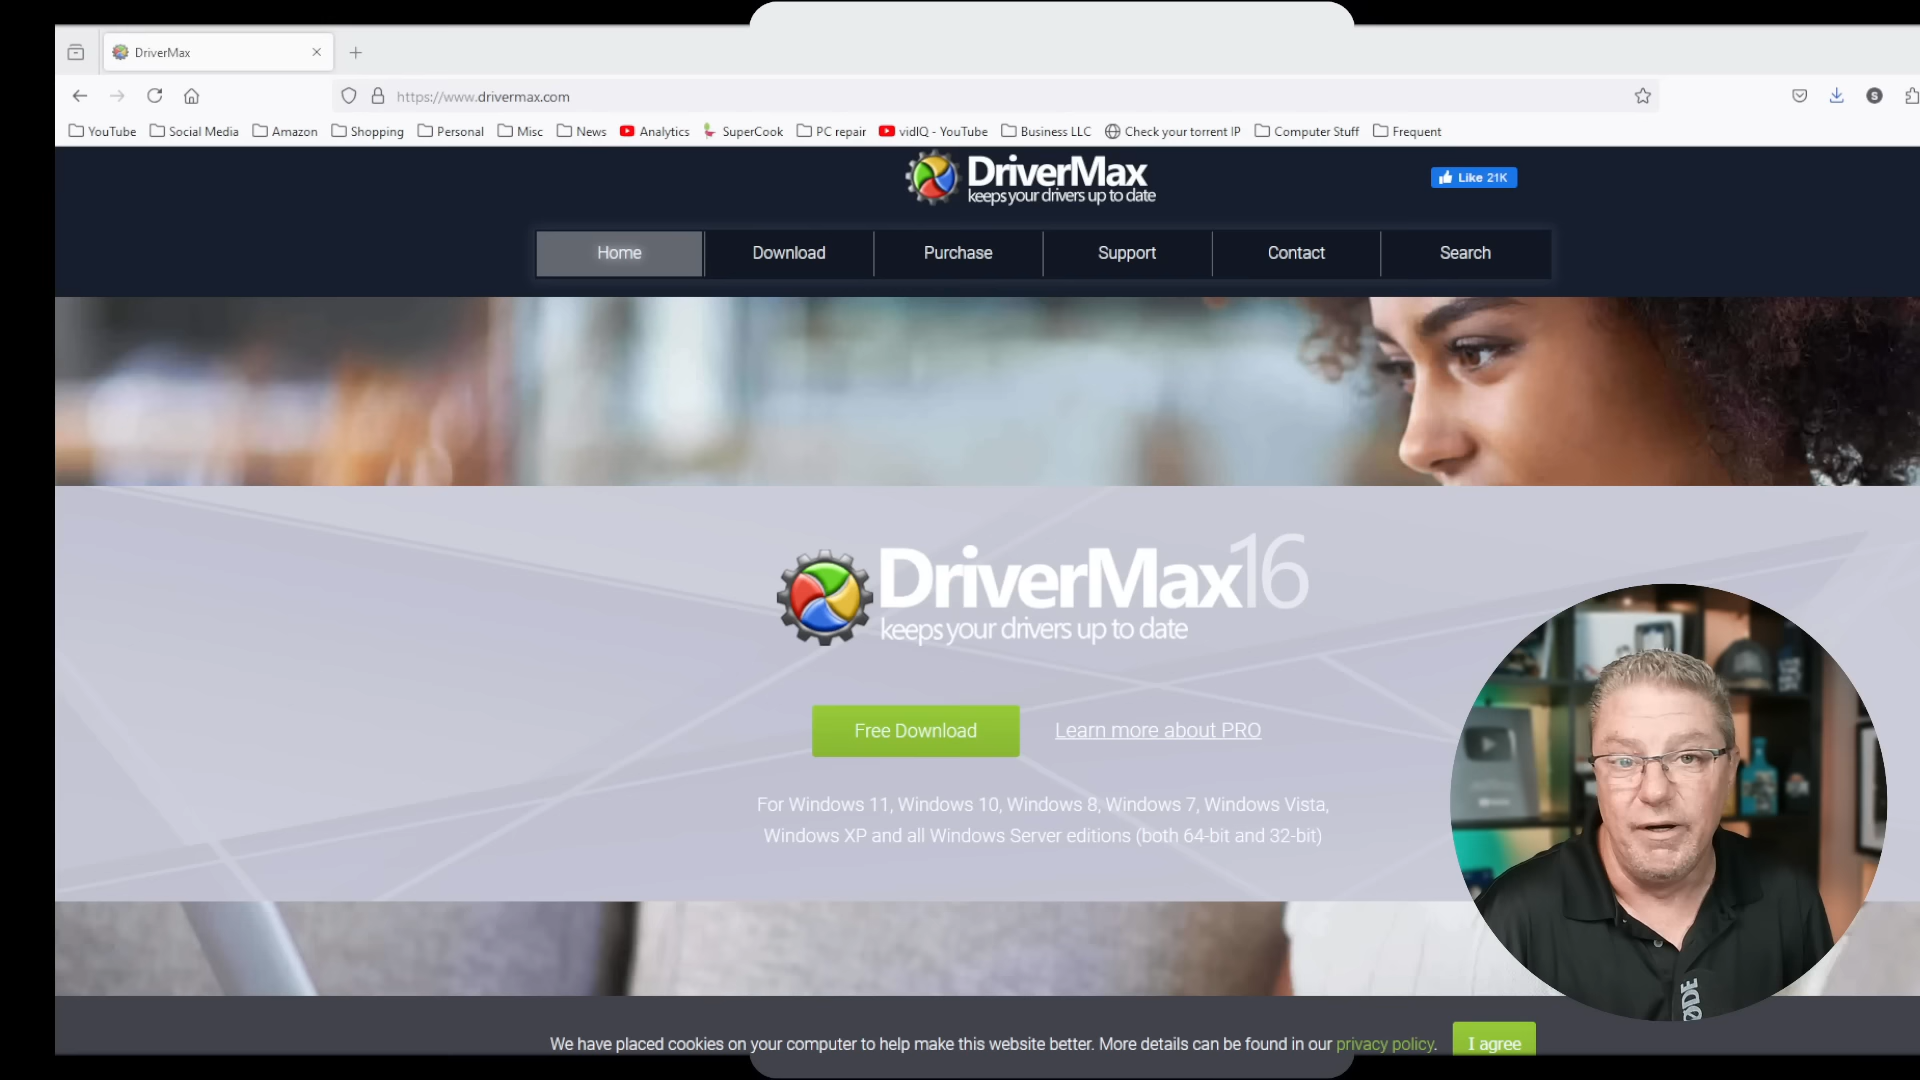 DriverMax
https://www.drivermax.com
S
YouTube Social Media Amazon Shopping Personal Misc News Analytics SuperCook PC repair vidIQ - YouTube Business LLC Check your torrent IP Computer Stuff Frequent
DriverMax
keeps your drivers up to date
Like 21K
Home Download Purchase Support Contact Search
DriverMax16
keeps your drivers up to date
Free Download Learn more about PRO
For Windows 11, Windows 10, Windows 8, Windows 7, Windows Vista,
Windows XP and all Windows Server editions (both 64-bit and 32-bit)
We have placed cookies on your computer to help make this website better. More details can be found in our privacy policy. I agree